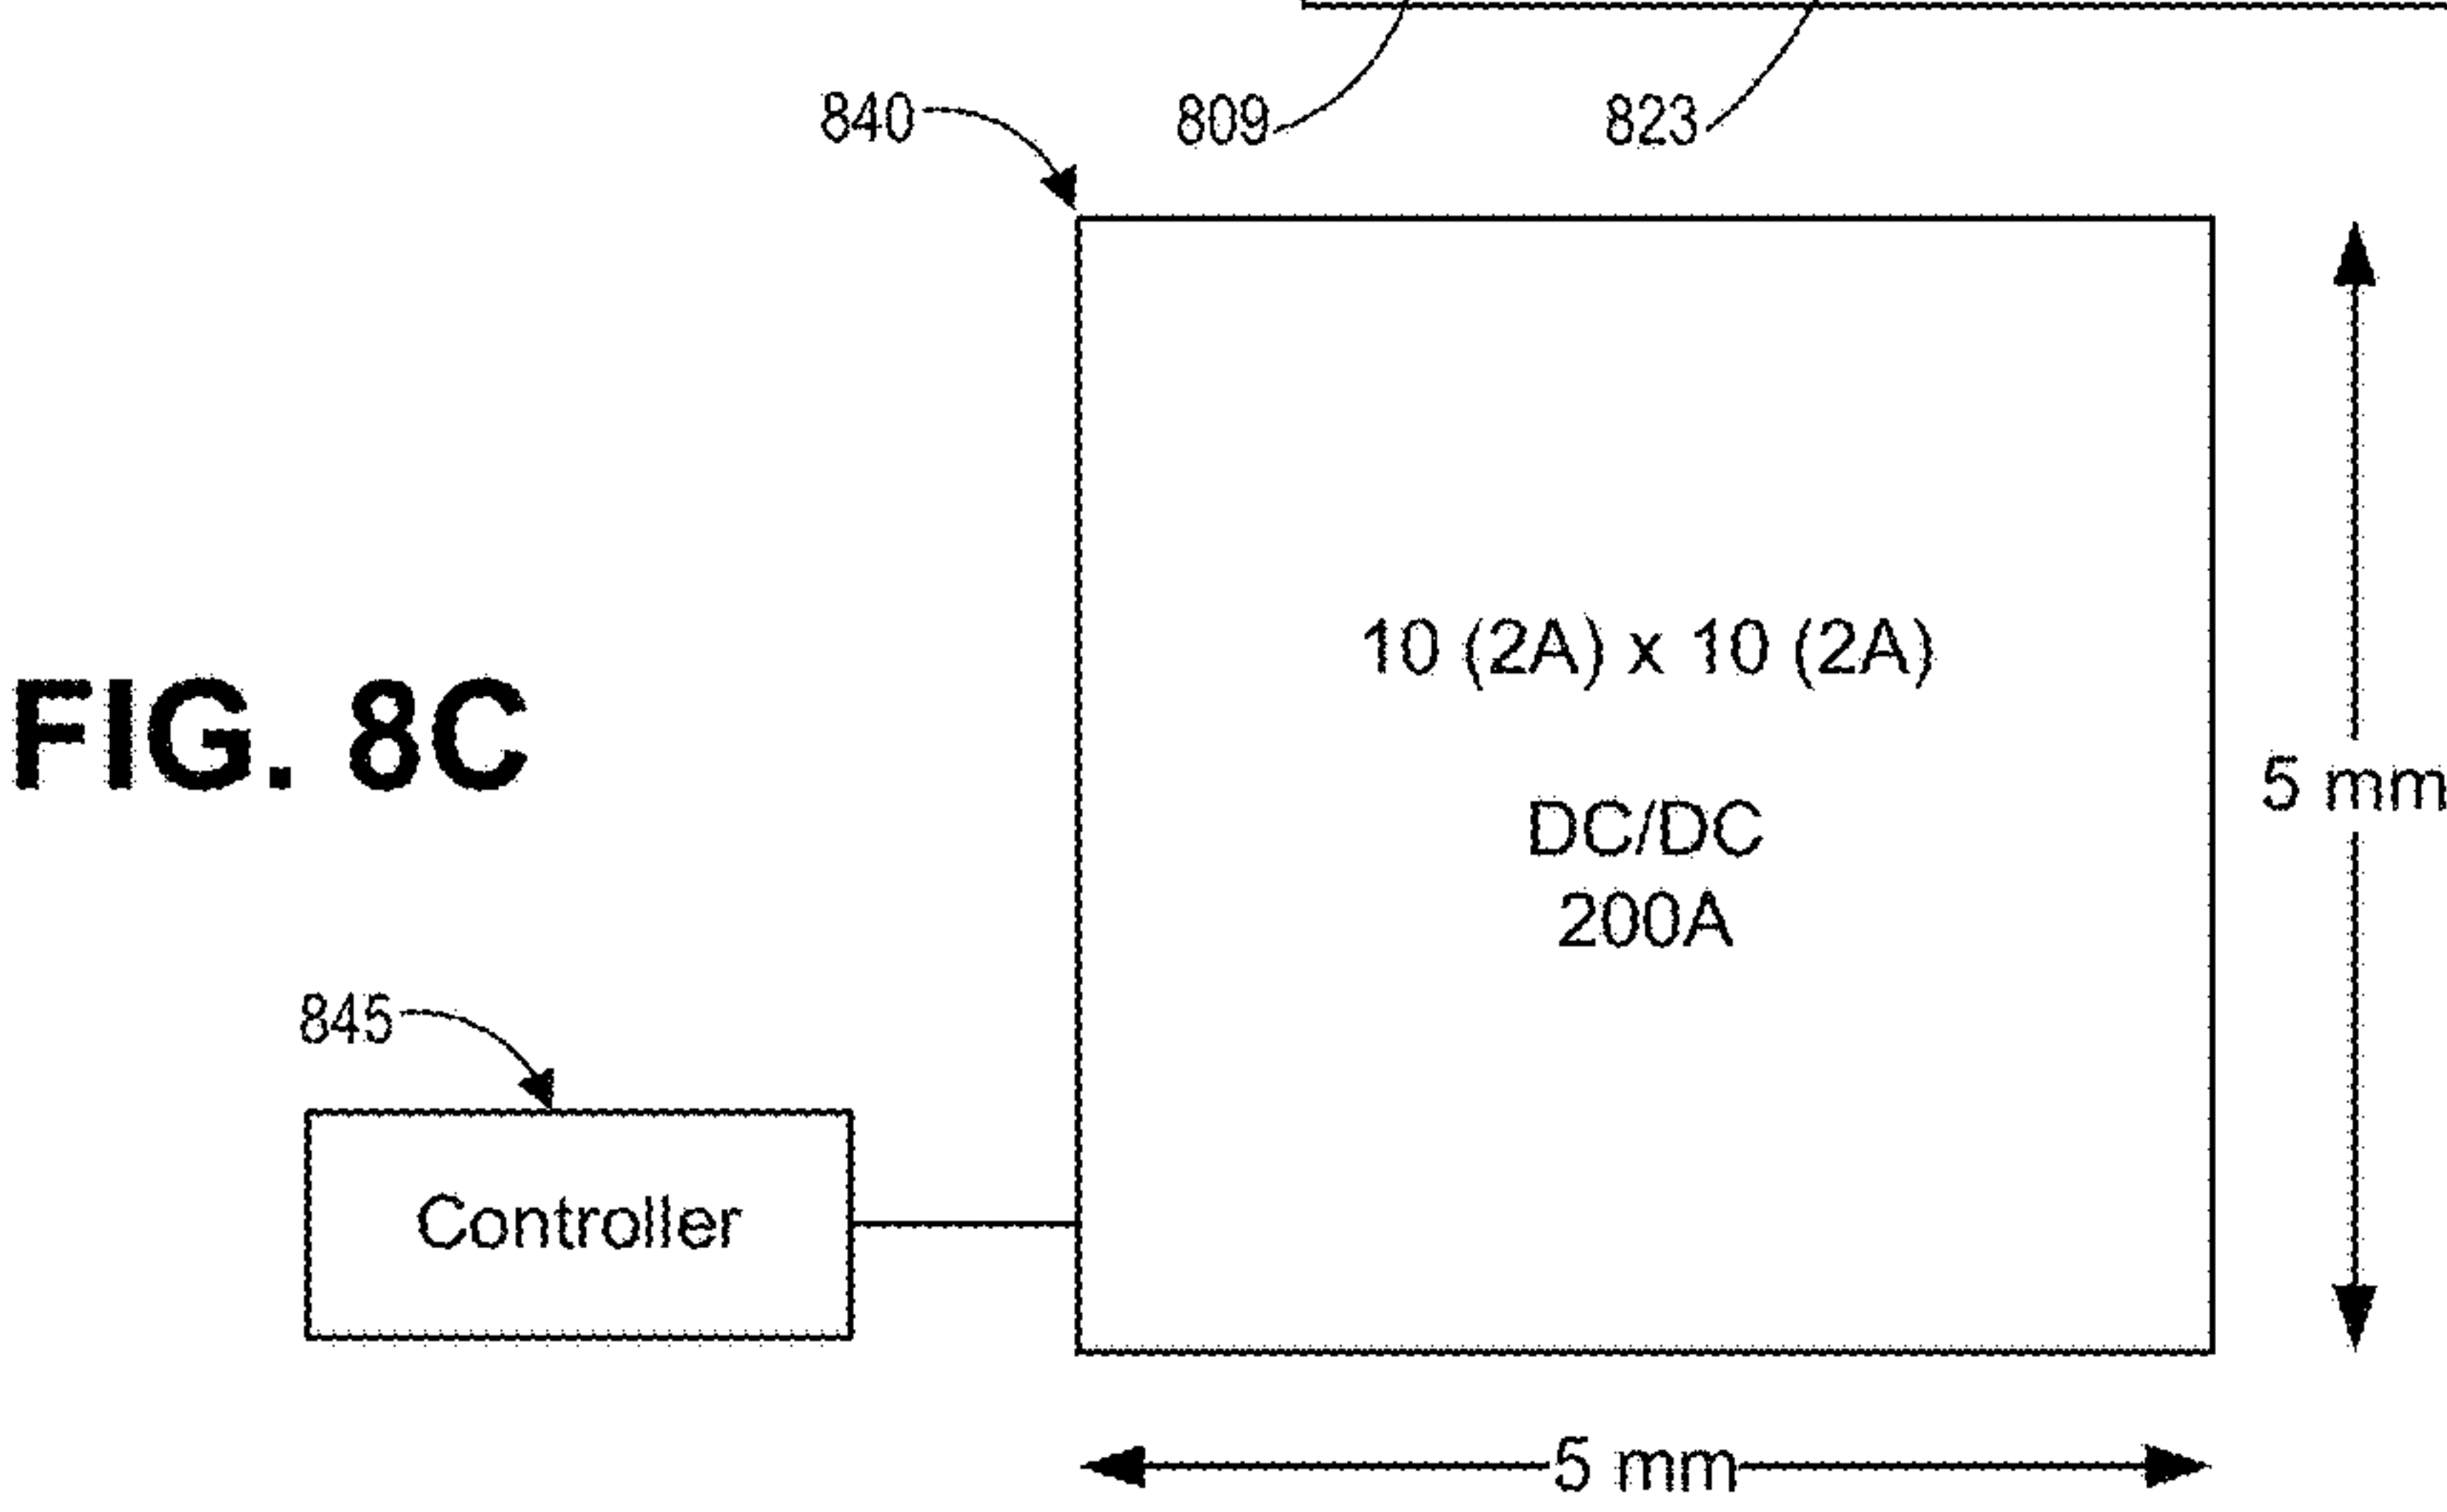 840
809
823
10 (2A) x 10 (2A)
FIG. 8C
5 mm
DC/DC
200A
845
Controller
5 mm